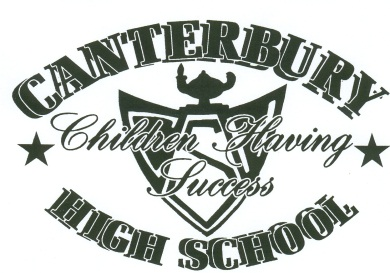 CANTERBURY
Children Having
Success
HIGH SCHOOL